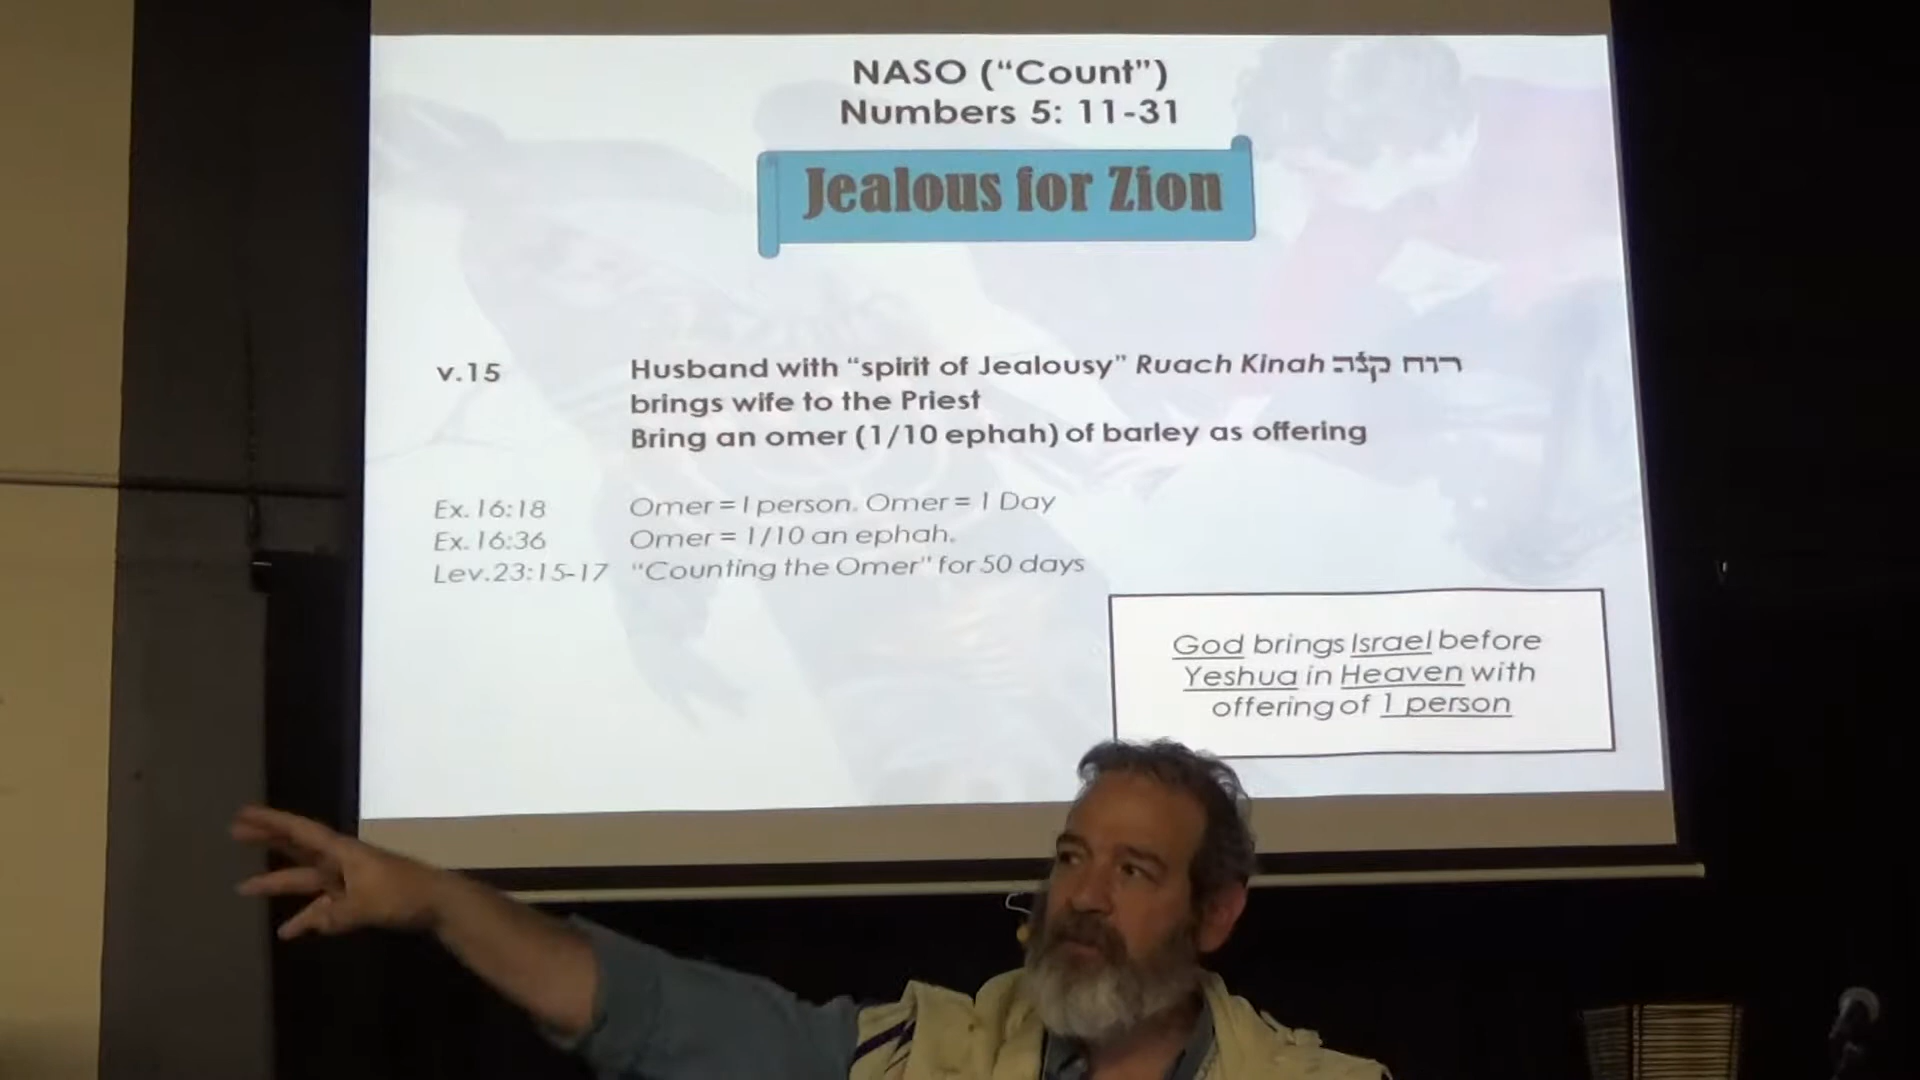 NASO (“Count”)
Numbers 5: 11-31
Jealous for Zion
v.15 Husband with “spirit of Jealousy” Ruach Kinah רוח קנאה
brings wife to the Priest
Bring an omer (1/10 ephah) of barley as offering
Ex.16:18 Omer = 1 person. Omer = 1 Day
Ex.16:36 Omer = 1/10 an ephah.
Lev.23:15-17 “Counting the Omer” for 50 days
God brings Israel before
Yeshua in Heaven with
offering of 1 person